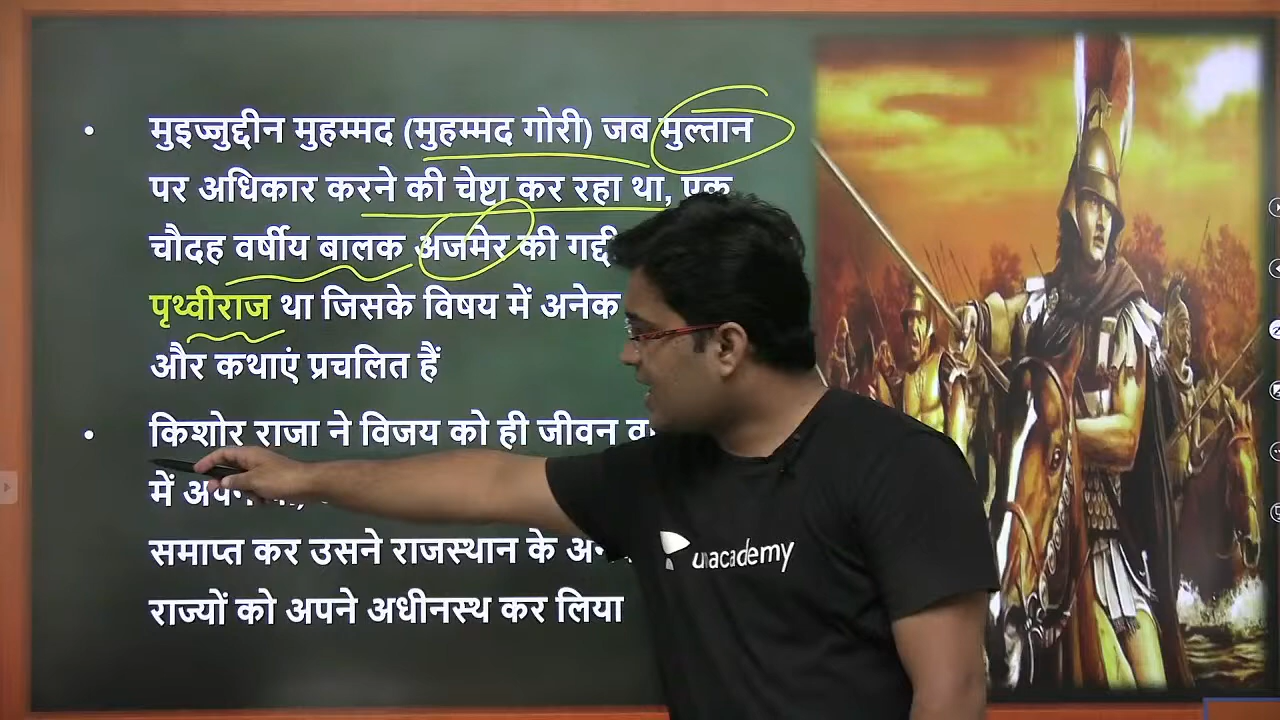 मुइज्जुद्दीन मुहम्मद (मुहम्मद गोरी) जब मुल्तान
पर अधिकार करने की चेष्टा कर रहा था, एक
चौदह वर्षीय बालक अजमेर की गद्दी
पृथ्वीराज था जिसके विषय में अनेक
और कथाएं प्रचलित हैं
किशोर राजा ने विजय को ही जीवन
में
समाप्त कर उसने राजस्थान के
राज्यों को अपने अधीनस्थ कर लिया
unacademy